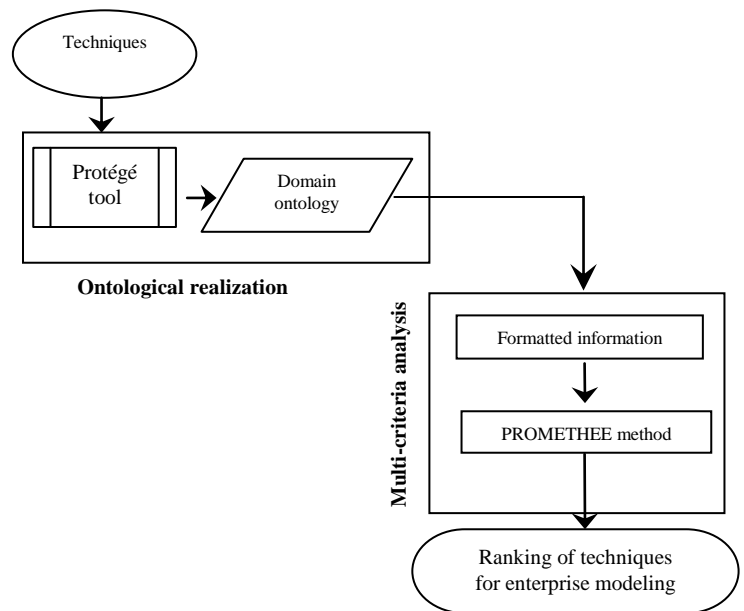 Techniques
Protégé
tool
Domain
ontology
Ontological realization
Multi-criteria analysis
Formatted information
PROMETHEE method
Ranking of techniques
for enterprise modeling